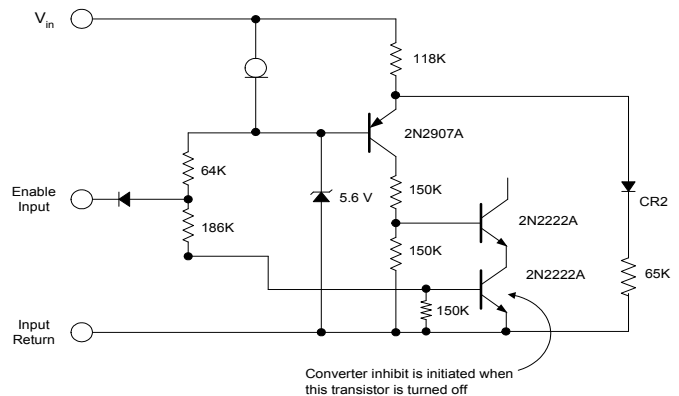 Vin
118K
2N2907A
64K
Enable
Input
5.6 V
150K
2N2222A
CR2
186K
150K
2N2222A
65K
150K
Input
Return
Converter inhibit is initiated when
this transistor is turned off